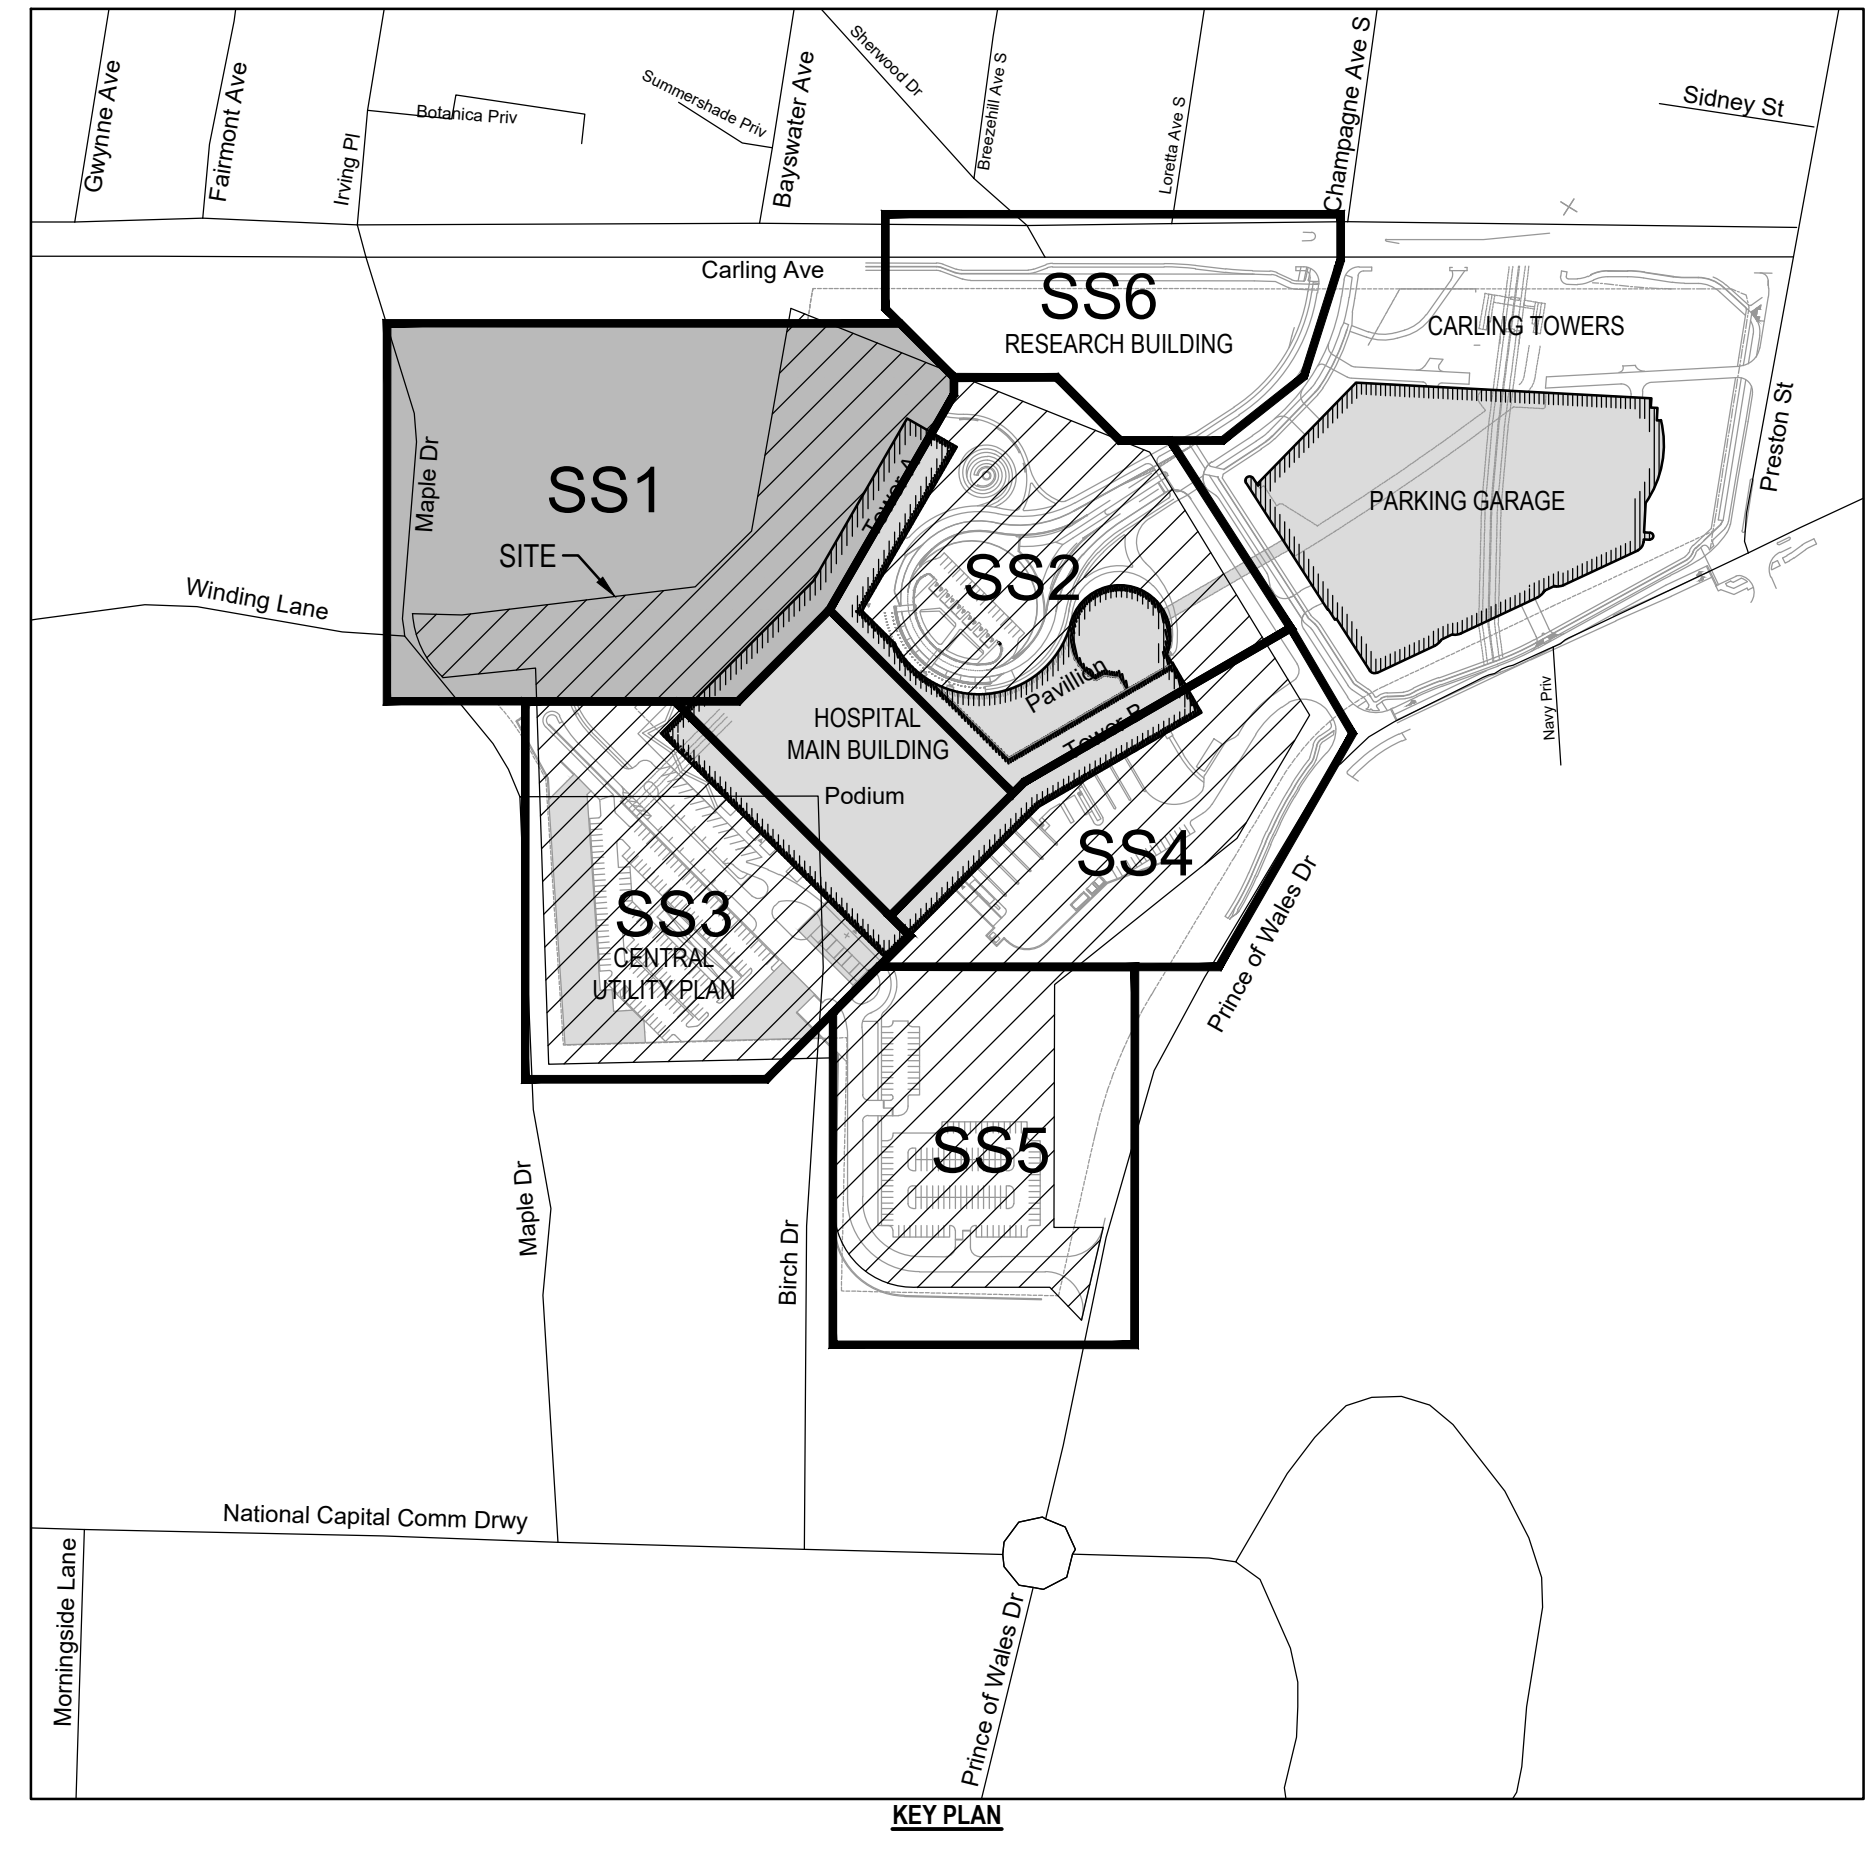 Gwynne Ave
Fairmont Ave
Irving Pl
Botanica Priv
Summershade Priv
Bayswater Ave
Sherwood Dr
Breezehill Ave S
Loretta Ave S
Champagne Ave S
Sidney St
Carling Ave
SS6
RESEARCH BUILDING
CARLING TOWERS
Preston St
Maple Dr
SS1
SITE
Tower A
PARKING GARAGE
Winding Lane
SS2
Pavillion
Tower B
HOSPITAL
MAIN BUILDING
Podium
Navy Priv
SS4
SS3
CENTRAL
UTILITY PLAN
Prince of Wales Dr
SS5
Maple Dr
Birch Dr
National Capital Comm Drwy
Morningside Lane
Prince of Wales Dr
KEY PLAN